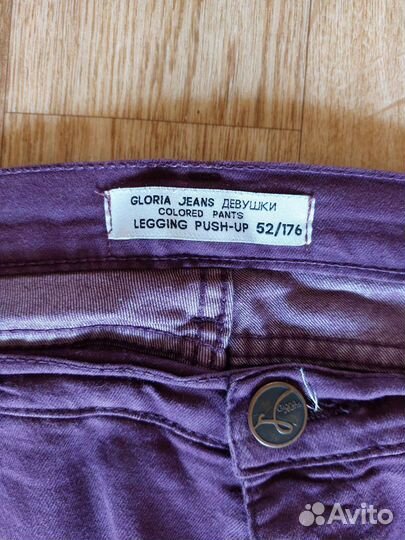 GLORIA JEANS ДЕВУШКИ
COLORED PANTS
LEGGING PUSH-UP 52/176
Avito